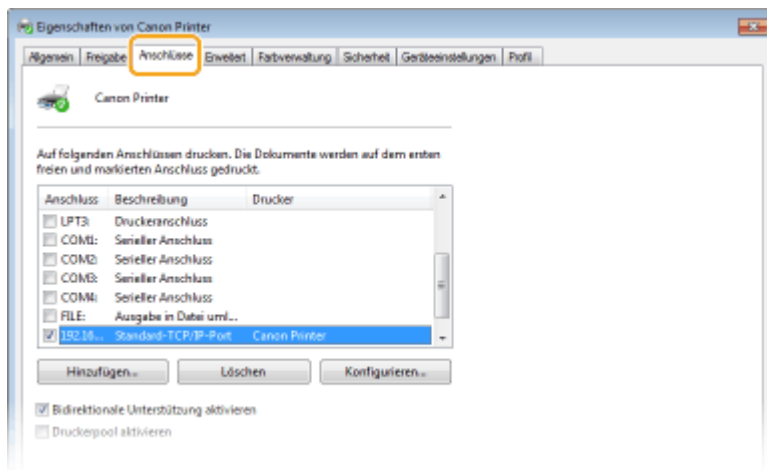 Eigenschaften von Canon Printer
Allgemein Freigabe Anschlüsse Erweitert Farbverwaltung Sicherheit Geräteeinstellungen Profil
Canon Printer
Auf folgenden Anschlüssen drucken. Die Dokumente werden auf dem ersten
freien und markierten Anschluss gedruckt.
Anschluss Beschreibung Drucker
LPT3: Druckeranschluss
COM1: Serieller Anschluss
COM2: Serieller Anschluss
COM3: Serieller Anschluss
COM4: Serieller Anschluss
FILE: Ausgabe in Datei uml...
192.16... Standard-TCP/IP-Port Canon Printer
Hinzufügen... Löschen Konfigurieren...
Bidirektionale Unterstützung aktivieren
Druckerpool aktivieren